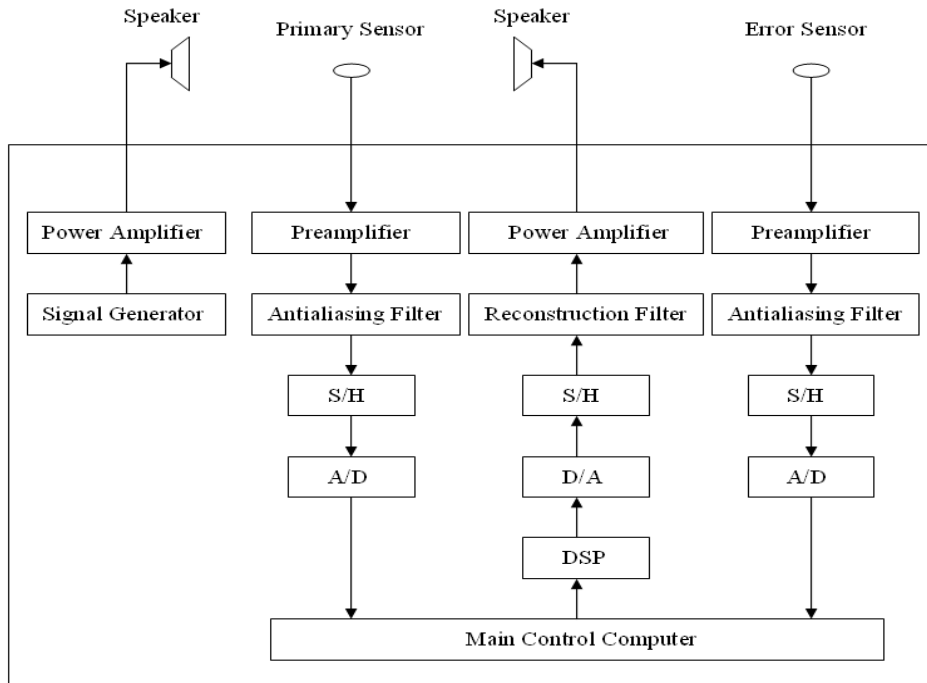 Speaker
Primary Sensor
Speaker
Error Sensor
Power Amplifier
Preamplifier
Power Amplifier
Preamplifier
Signal Generator
Antialiasing Filter
Reconstruction Filter
Antialiasing Filter
S/H
S/H
S/H
A/D
D/A
A/D
DSP
Main Control Computer